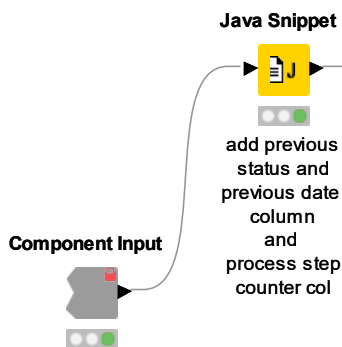 Java Snippet
J
add previous
status and
previous date
column
and
process step
counter col
Component Input